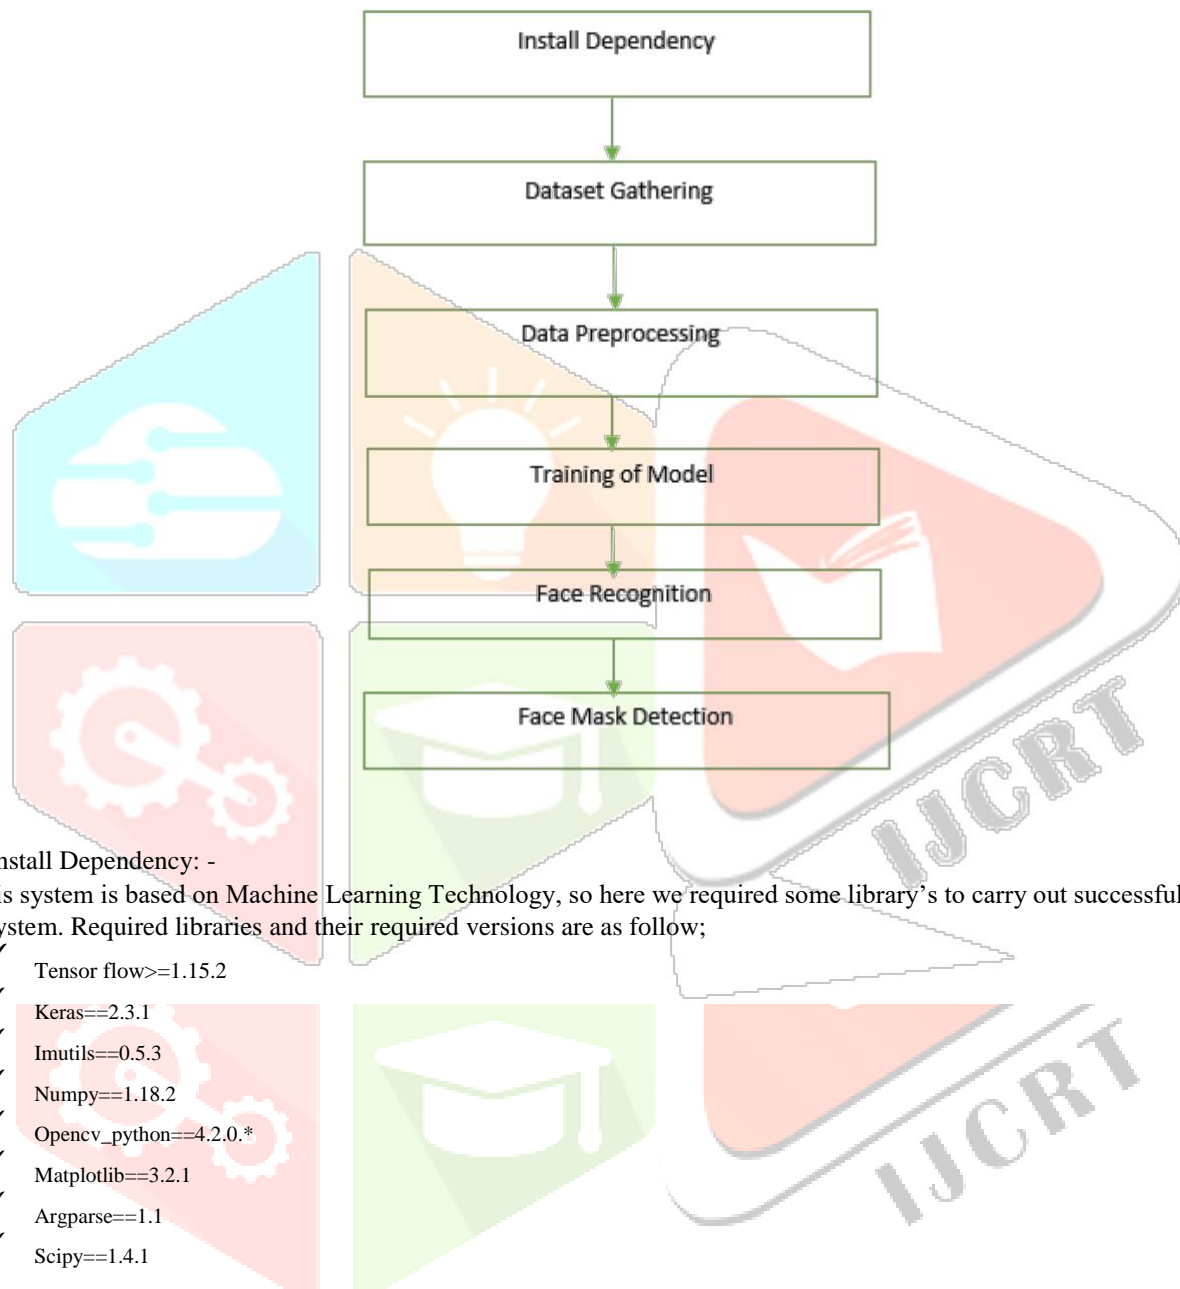 Install Dependency
Dataset Gathering
Data Preprocessing
Training of Model
Face Recognition
Face Mask Detection
IJCRT
nstall Dependency: -
is system is based on Machine Learning Technology, so here we required some library's to carry out successful
ystem. Required libraries and their required versions are as follow;
Tensor flow>=1.15.2
Keras==2.3.1
Imutils==0.5.3
Numpy==1.18.2
Opencv_python==4.2.0.*
Matplotlib==3.2.1
Argparse==1.1
Scipy==1.4.1
IJCRT